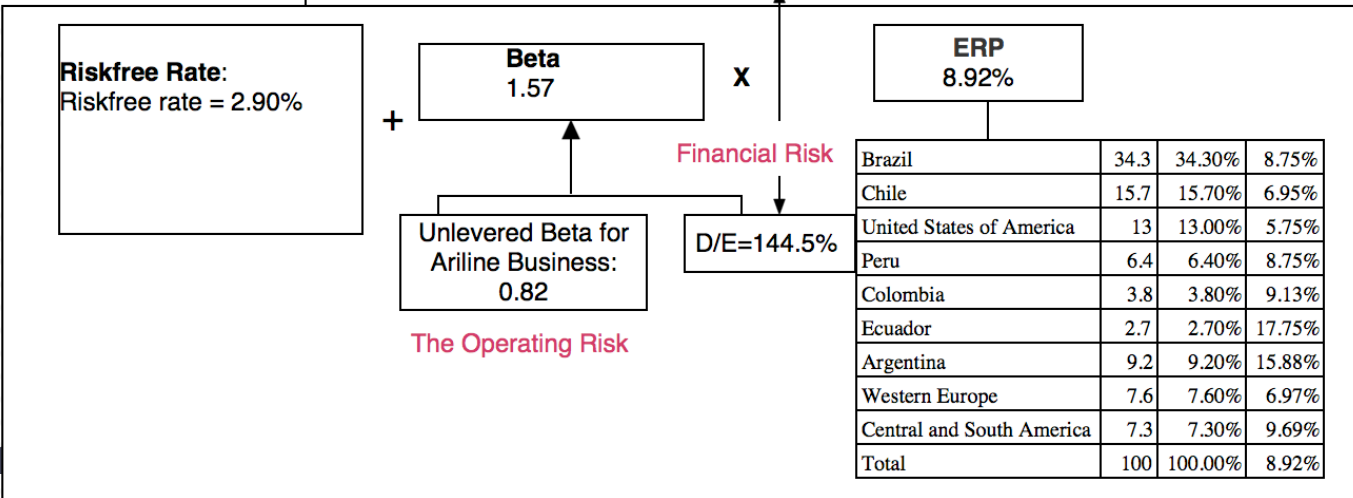 Riskfree Rate:
Riskfree rate = 2.90%
+
Beta
1.57
X
ERP
8.92%
Financial Risk
Unlevered Beta for
Ariline Business:
0.82
D/E=144.5%
The Operating Risk
Brazil 34.3 34.30% 8.75%
Chile 15.7 15.70% 6.95%
United States of America 13 13.00% 5.75%
Peru 6.4 6.40% 8.75%
Colombia 3.8 3.80% 9.13%
Ecuador 2.7 2.70% 17.75%
Argentina 9.2 9.20% 15.88%
Western Europe 7.6 7.60% 6.97%
Central and South America 7.3 7.30% 9.69%
Total 100 100.00% 8.92%